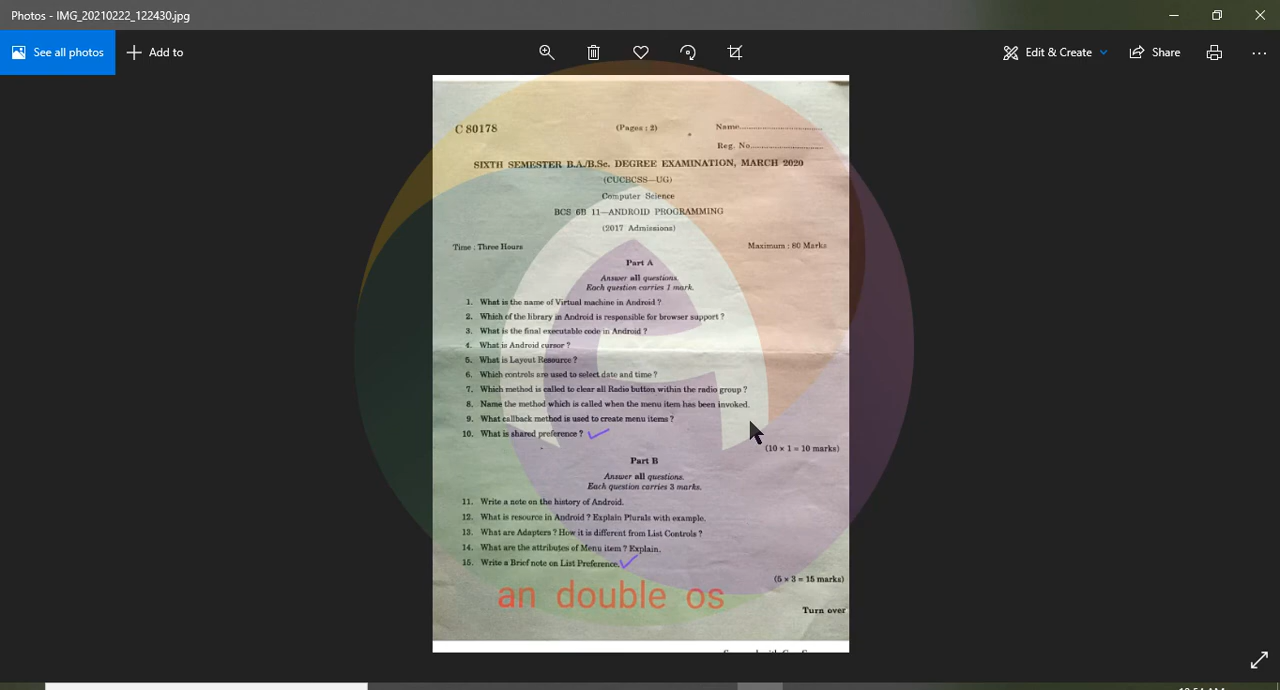 Photos - IMG_20210222_122430.jpg
See all photos
Add to
Edit & Create
Share
C 80178
(Pages : 2)
Name
Reg. No
SIXTH SEMESTER B.A./B.Sc. DEGREE EXAMINATION, MARCH 2020
(CUCBCSS—UG)
Computer Science
BCS 6B 11—ANDROID PROGRAMMING
(2017 Admissions)
Time : Three Hours
Maximum : 80 Marks
Part A
Answer all questions.
Each question carries 1 mark.
1. What is the name of Virtual machine in Android ?
2. Which of the library in Android is responsible for browser support ?
3. What is the final executable code in Android ?
4. What is Android cursor ?
5. What is Layout Resource ?
6. Which controls are used to select date and time ?
7. Which method is called to clear all Radio button within the radio group ?
8. Name the method which is called when the menu item has been invoked.
9. What callback method is used to create menu items ?
10. What is shared preference ?
(10 × 1 = 10 marks)
Part B
Answer all questions.
Each question carries 3 marks.
11. Write a note on the history of Android.
12. What is resource in Android ? Explain Plurals with example.
13. What are Adapters ? How it is different from List Controls ?
14. What are the attributes of Menu item ? Explain.
15. Write a Brief note on List Preference.
(5 × 3 = 15 marks)
an double os
Turn over